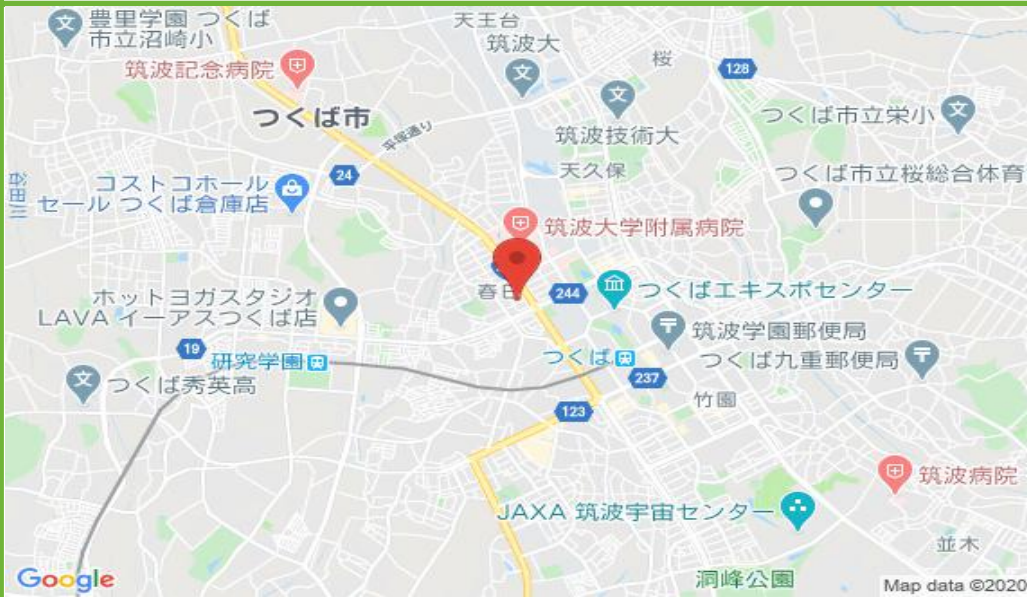 豊里学園 つくば
市立沼崎小
天王台
筑波大
桜
128
筑波記念病院
つくば市
平塚通り
筑波技術大
つくば市立栄小
24
天久保
つくば市立桜総合体育
谷田川
コストコホール
セール つくば倉庫店
筑波大学附属病院
春日
244
つくばエキスポセンター
ホットヨガスタジオ
LAVA イーアスつくば店
筑波学園郵便局
19
研究学園
つくば
つくば九重郵便局
つくば秀英高
237
竹園
123
筑波病院
JAXA 筑波宇宙センター
並木
洞峰公園
Google
Map data ©2020